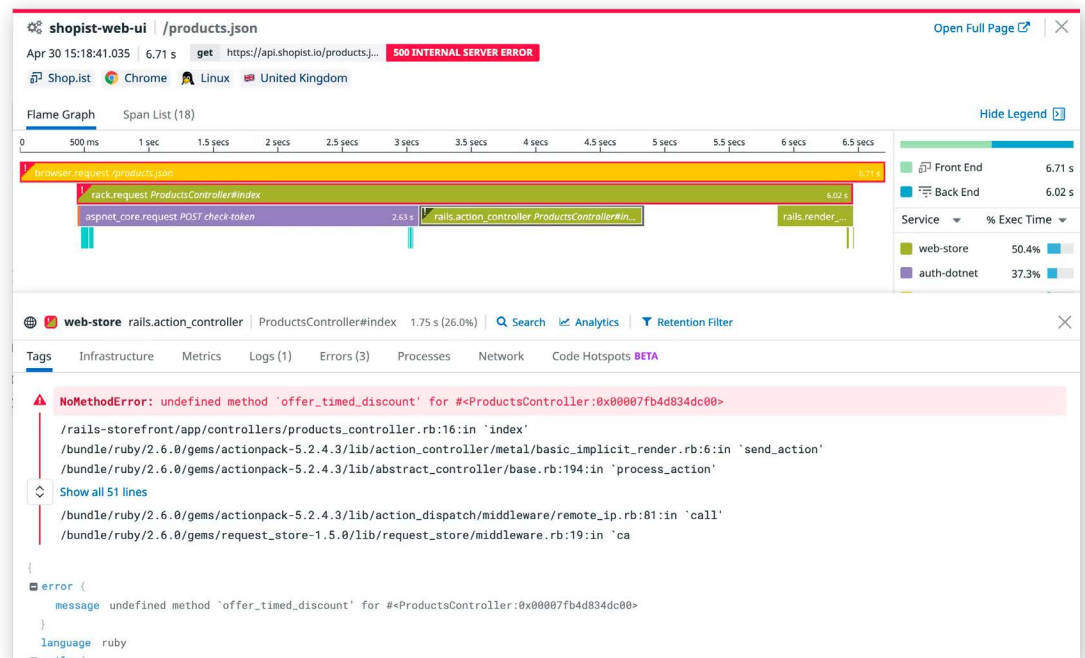 shopist-web-ui /products.json
Open Full Page
Apr 30 15:18:41.035 6.71 s get https://api.shopist.io/products.j... 500 INTERNAL SERVER ERROR
Shop.ist Chrome Linux United Kingdom
Flame Graph Span List (18)
Hide Legend
0 500 ms 1 sec 1.5 secs 2 secs 2.5 secs 3 secs 3.5 secs 4 secs 4.5 secs 5 secs 5.5 secs 6 secs 6.5 secs
browser.request /products.json 6.71 s
Front End 6.71 s
rack.request ProductsController#index 6.02 s
Back End 6.02 s
aspnet_core.request POST check-token 2.63 s rails.action_controller ProductsController#in... rails.render_...
Service % Exec Time
web-store 50.4%
auth-dotnet 37.3%
web-store rails.action_controller ProductsController#index 1.75 s (26.0%) Search Analytics Retention Filter
Tags Infrastructure Metrics Logs (1) Errors (3) Processes Network Code Hotspots BETA
NoMethodError: undefined method `offer_timed_discount' for #<ProductsController:0x00007fb4d834dc00>
/rails-storefront/app/controllers/products_controller.rb:16:in `index'
/bundle/ruby/2.6.0/gems/actionpack-5.2.4.3/lib/action_controller/metal/basic_implicit_render.rb:6:in `send_action'
/bundle/ruby/2.6.0/gems/actionpack-5.2.4.3/lib/abstract_controller/base.rb:194:in `process_action'
Show all 51 lines
/bundle/ruby/2.6.0/gems/actionpack-5.2.4.3/lib/action_dispatch/middleware/remote_ip.rb:81:in `call'
/bundle/ruby/2.6.0/gems/request_store-1.5.0/lib/request_store/middleware.rb:19:in `ca
{
error {
message undefined method `offer_timed_discount' for #<ProductsController:0x00007fb4d834dc00>
}
language ruby